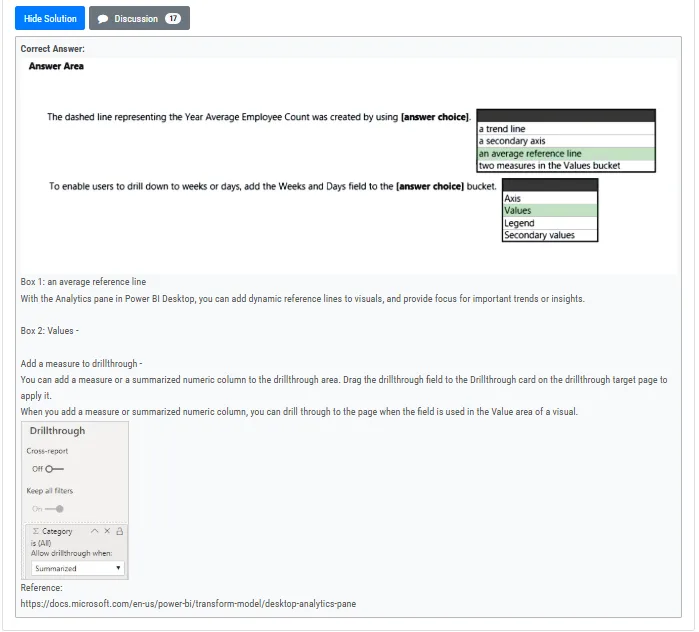 Hide Solution Discussion 17
Correct Answer:
Answer Area
The dashed line representing the Year Average Employee Count was created by using [answer choice].
a trend line
a secondary axis
an average reference line
two measures in the Values bucket
To enable users to drill down to weeks or days, add the Weeks and Days field to the [answer choice] bucket.
Axis
Values
Legend
Secondary values
Box 1: an average reference line
With the Analytics pane in Power BI Desktop, you can add dynamic reference lines to visuals, and provide focus for important trends or insights.
Box 2: Values -
Add a measure to drillthrough -
You can add a measure or a summarized numeric column to the drillthrough area. Drag the drillthrough field to the Drillthrough card on the drillthrough target page to
apply it.
When you add a measure or summarized numeric column, you can drill through to the page when the field is used in the Value area of a visual.
Drillthrough
Cross-report
Off
Keep all filters
On
Σ Category
is (All)
Allow drillthrough when:
Summarized
Reference:
https://docs.microsoft.com/en-us/power-bi/transform-model/desktop-analytics-pane